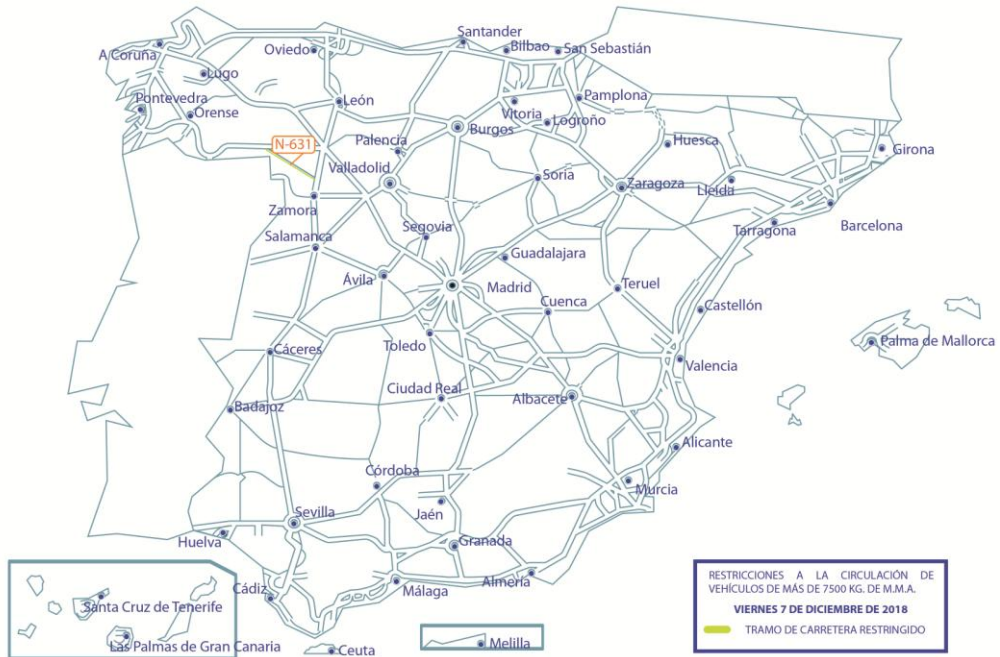 Santander
A Coruña
Oviedo
Bilbao
San Sebastián
Lugo
Pontevedra
Orense
León
Pamplona
Vitoria
Logroño
Burgos
Palencia
Huesca
Girona
N-631
Valladolid
Soria
Zaragoza
Lleida
Zamora
Barcelona
Tarragona
Segovia
Salamanca
Guadalajara
Ávila
Madrid
Teruel
Cuenca
Castellón
Toledo
Palma de Mallorca
Cáceres
Valencia
Ciudad Real
Albacete
Badajoz
Alicante
Córdoba
Murcia
Sevilla
Jaén
Huelva
Granada
Almería
Málaga
Cádiz
Santa Cruz de Tenerife
Las Palmas de Gran Canaria
Ceuta
Melilla
RESTRICCIONES A LA CIRCULACIÓN DE
VEHÍCULOS DE MÁS DE 7500 KG. DE M.M.A.
VIERNES 7 DE DICIEMBRE DE 2018
TRAMO DE CARRETERA RESTRINGIDO